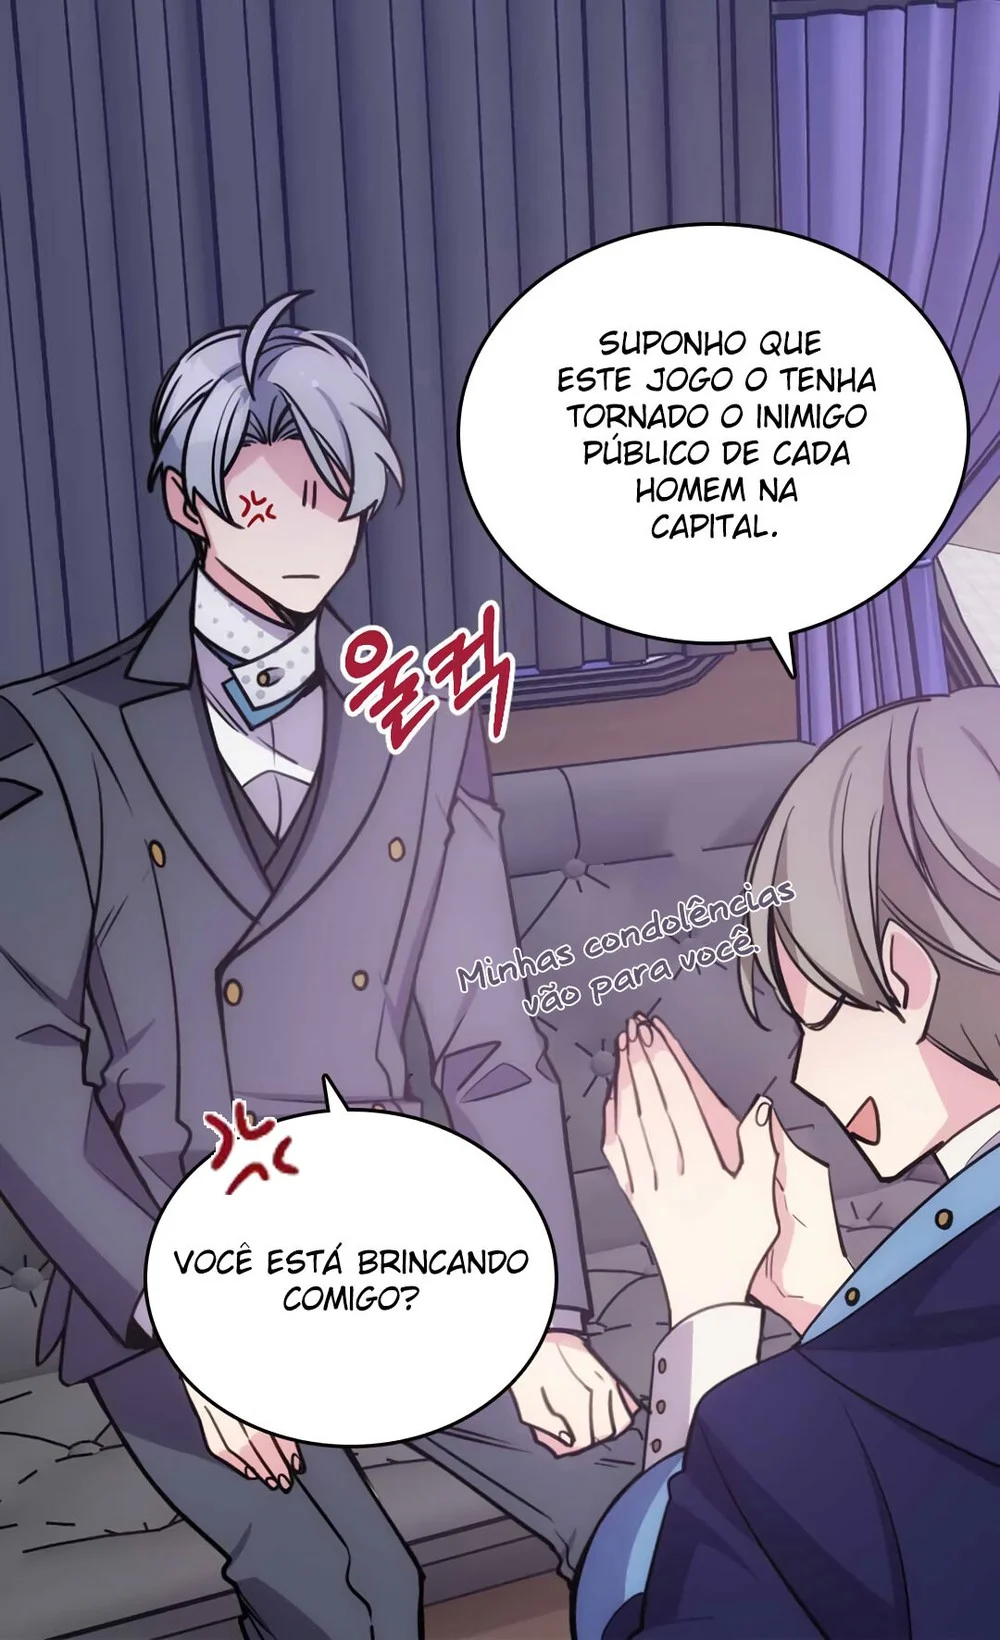 SUPONHO QUE
ESTE JOGO O TENHA
TORNADO O INIMIGO
PÚBLICO DE CADA
HOMEM NA
CAPITAL.
울컥
Minhas condolências
vão para você.
VOCÊ ESTÁ BRINCANDO
COMIGO?